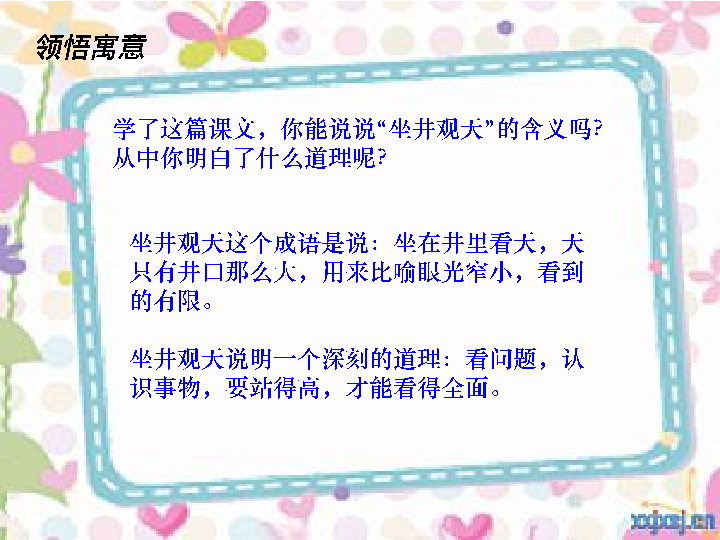 领悟寓意
学了这篇课文，你能说说“坐井观天”的含义吗？
从中你明白了什么道理呢？
坐井观天这个成语是说：坐在井里看天，天
只有井口那么大，用来比喻眼光窄小，看到
的有限。
坐井观天说明一个深刻的道理：看问题，认
识事物，要站得高，才能看得全面。